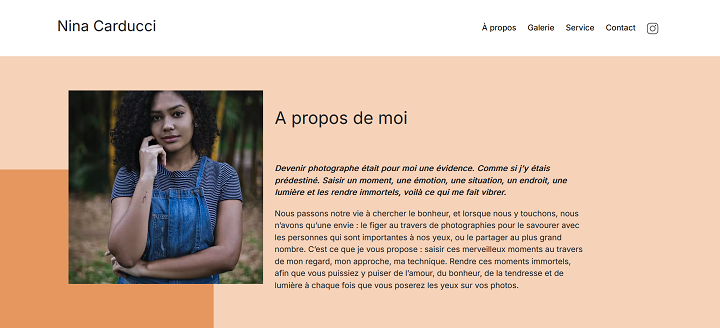 Nina Carducci
À propos
Galerie
Service
Contact
A propos de moi
Devenir photographe était pour moi une évidence. Comme si j'y étais
prédestiné. Saisir un moment, une émotion, une situation, un endroit, une
lumière et les rendre immortels, voilà ce qui me fait vibrer.
Nous passons notre vie à chercher le bonheur, et lorsque nous y touchons, nous
n'avons qu'une envie : le figer au travers de photographies pour le savourer avec
les personnes qui sont importantes à nos yeux, ou le partager au plus grand
nombre. C'est ce que je vous propose : saisir ces merveilleux moments au travers
de mon regard, mon approche, ma technique. Rendre ces moments immortels,
afin que vous puissiez y puiser de l'amour, du bonheur, de la tendresse et de
lumière à chaque fois que vous poserez les yeux sur vos photos.